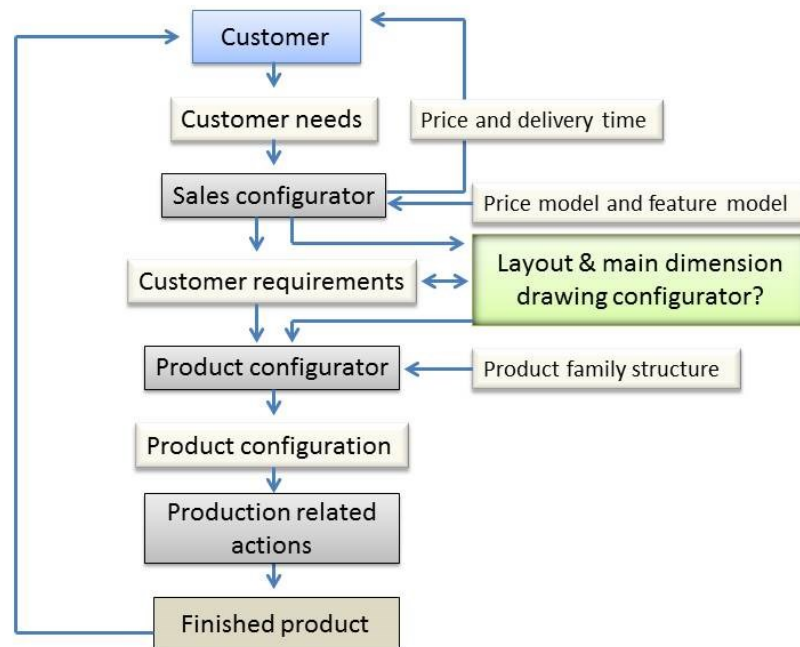 Customer
Customer needs
Price and delivery time
Sales configurator
Price model and feature model
Layout & main dimension
drawing configurator?
Customer requirements
Product configurator
Product family structure
Product configuration
Production related
actions
Finished product